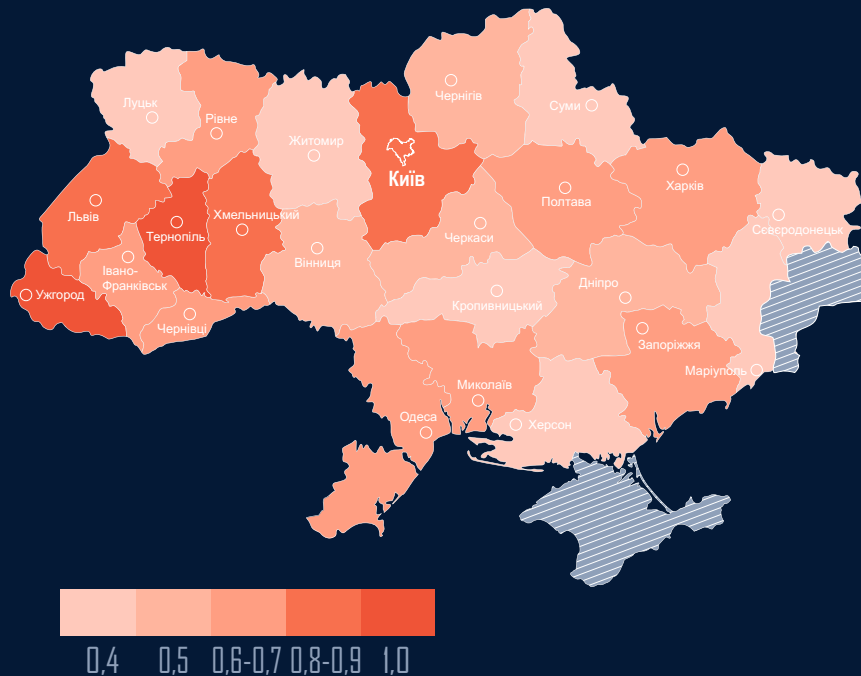 Чернігів
Луцьк
Суми
Рівне
Житомир
Київ
Харків
Полтава
Львів
Хмельницький
Тернопіль
Черкаси
Сєвєродонецьк
Вінниця
Івано-
Франківськ
Дніпро
Ужгород
Кропивницький
Чернівці
Запоріжжя
Маріуполь
Миколаїв
Одеса
Херсон
0,4 0,5 0,6-0,7 0,8-0,9 1,0